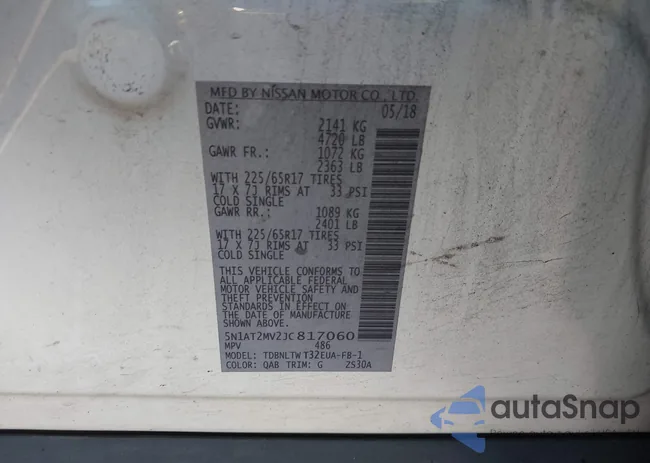 MFD BY NISSAN MOTOR CO., LTD.
DATE: 05/18
GVWR: 2141 KG
4720 LB
GAWR FR.: 1072 KG
2363 LB
WITH 225/65R17 TIRES
17 X 7J RIMS AT 33 PSI
COLD SINGLE
GAWR RR.: 1089 KG
2401 LB
WITH 225/65R17 TIRES
17 X 7J RIMS AT 33 PSI
COLD SINGLE
THIS VEHICLE CONFORMS TO
ALL APPLICABLE FEDERAL
MOTOR VEHICLE SAFETY AND
THEFT PREVENTION
STANDARDS IN EFFECT ON
THE DATE OF MANUFACTURE
SHOWN ABOVE.
5N1AT2MV2JC817060
MPV 486
MODEL: TDBNLTW T32EUA-FB-1
COLOR: QAB TRIM: G ZS30A
autoSnap